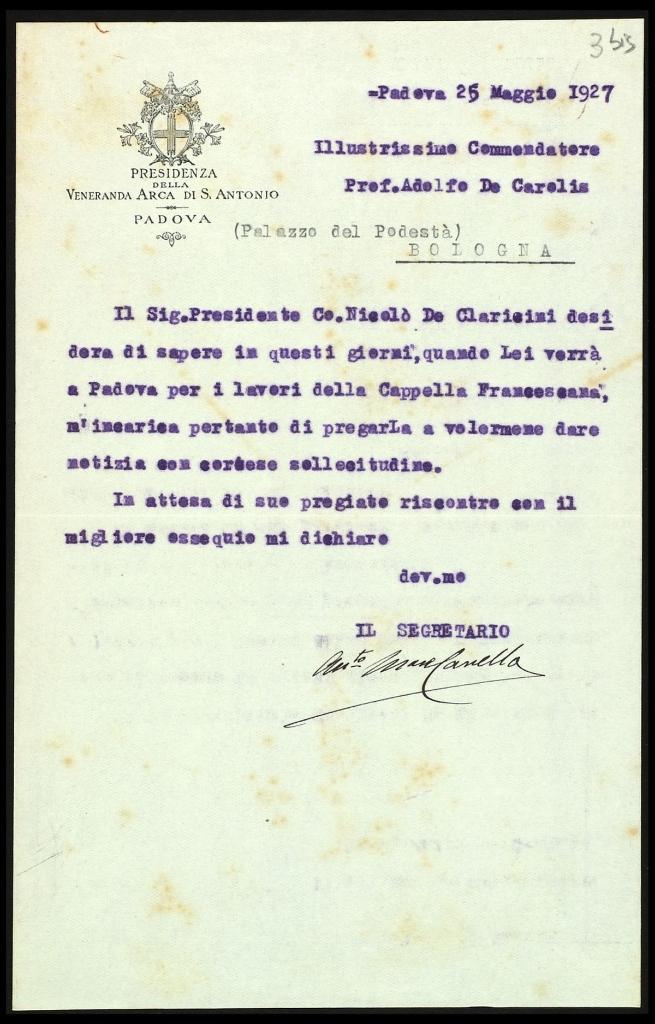 3 bis
=Padova 25 Maggio 1927
Illustrissimo Commendatore
Prof.Adolfo De Carolis
PRESIDENZA
DELLA
VENERANDA ARCA DI S. ANTONIO
PADOVA
(Palazzo del Podestà)
BOLOGNA
Il Sig.Presidente Co.Nicolò De Claricini desi
dera di sapere in questi giorni,quando Lei verrà
a Padova per i lavori della Cappella Francescana,
m'incarica pertanto di pregarLa a volermene dare
notizia con cortese sollecitudine.
In attesa di suo pregiato riscontro con il
migliore ossequio mi dichiaro
dev.mo
IL SEGRETARIO